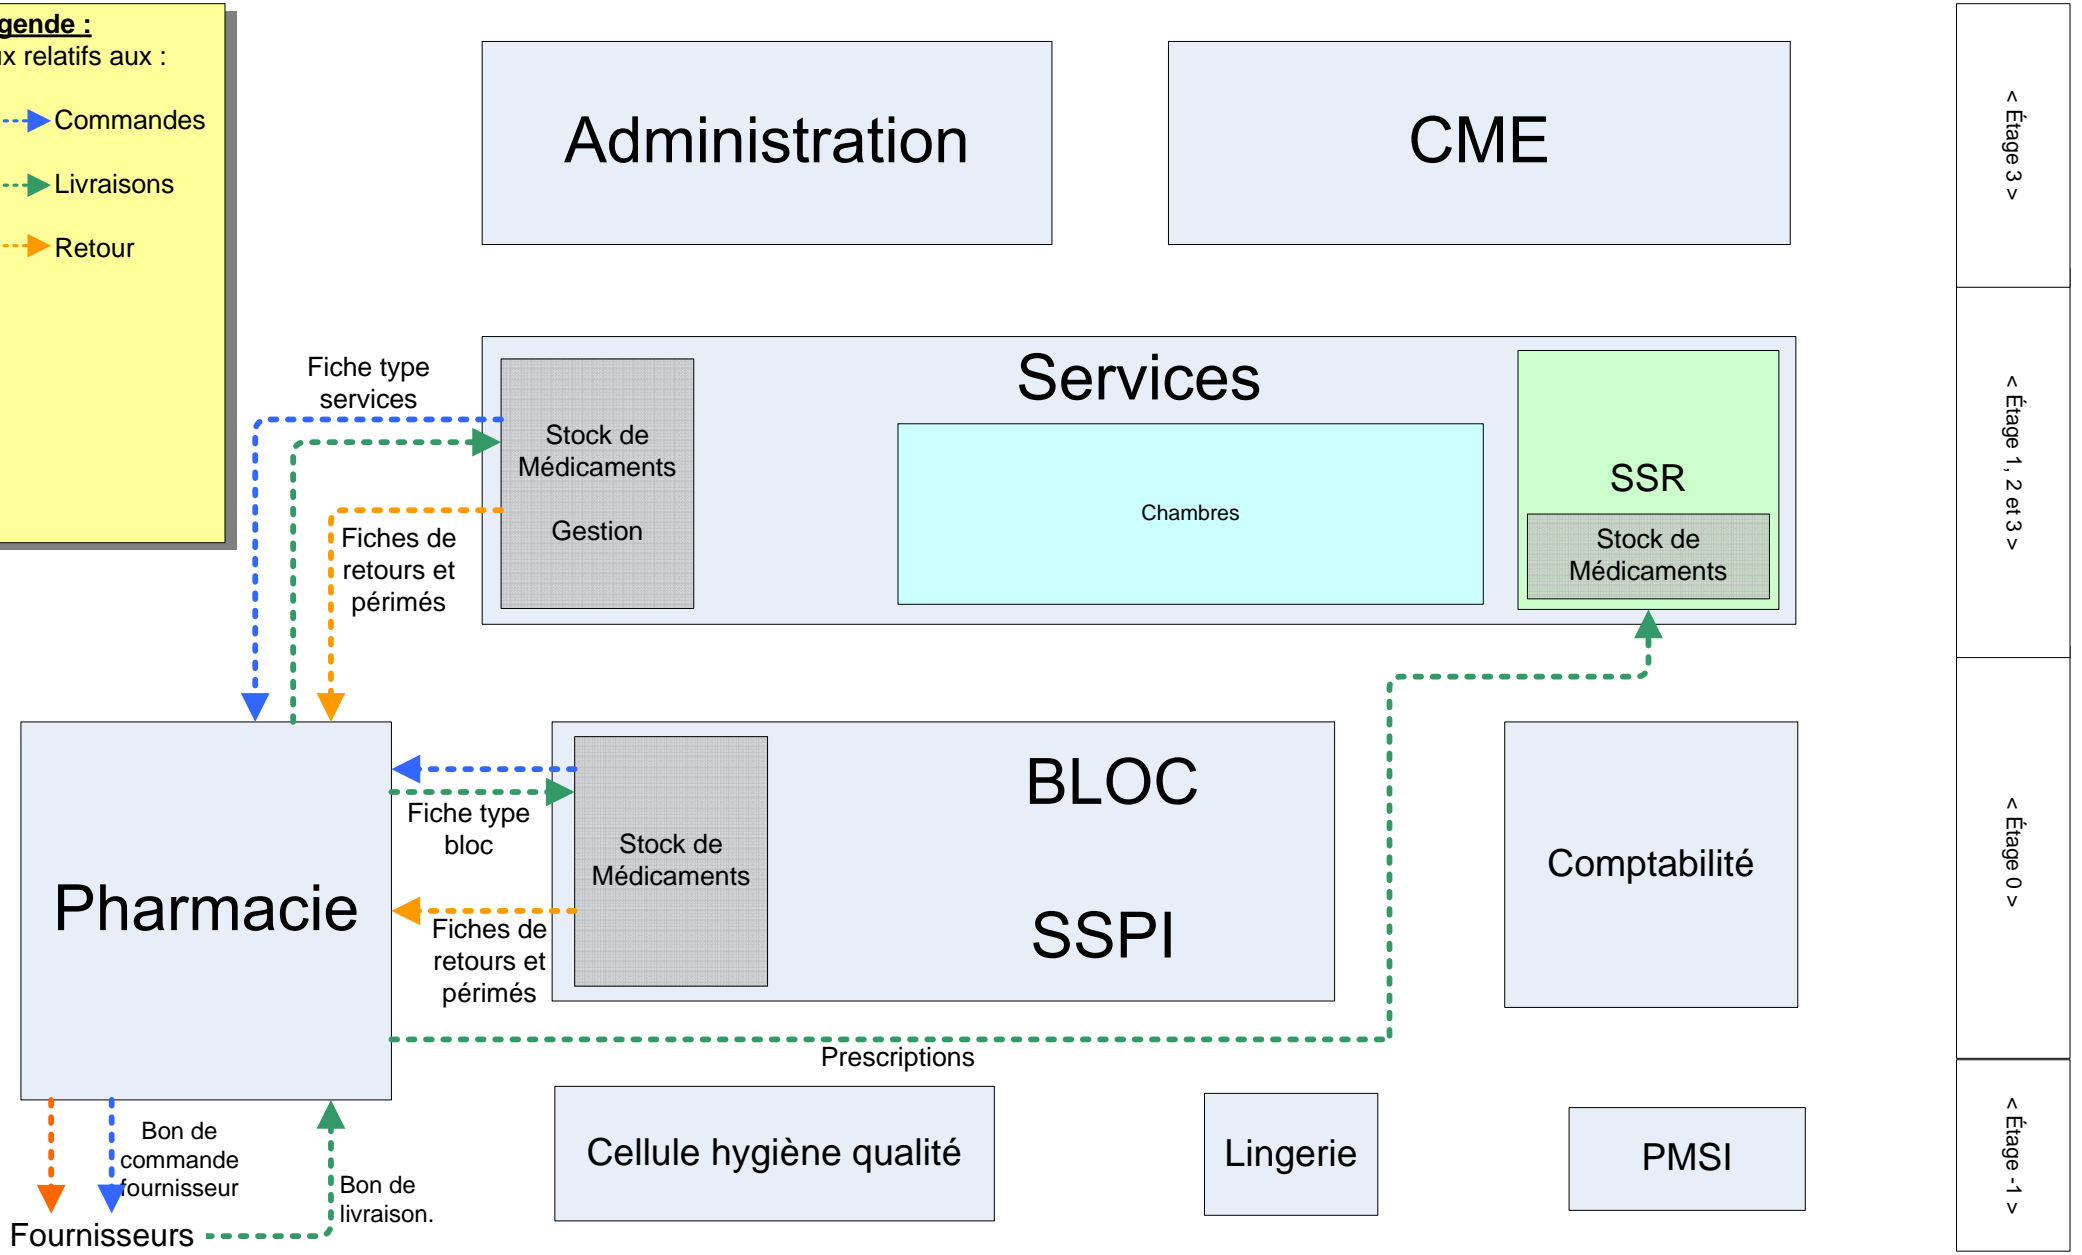 gende :
ux relatifs aux :
Commandes
Livraisons
Retour
Administration
CME
< Étage 3 >
Fiche type
services
Services
Stock de
Médicaments
Gestion
Chambres
SSR
Stock de
Médicaments
< Étage 1, 2 et 3 >
Fiches de
retours et
périmés
Pharmacie
Fiche type
bloc
Stock de
Médicaments
BLOC
SSPI
Comptabilité
< Étage 0 >
Fiches de
retours et
périmés
Prescriptions
Bon de
commande
fournisseur
Bon de
livraison.
Fournisseurs
Cellule hygiène qualité
Lingerie
PMSI
< Étage -1 >